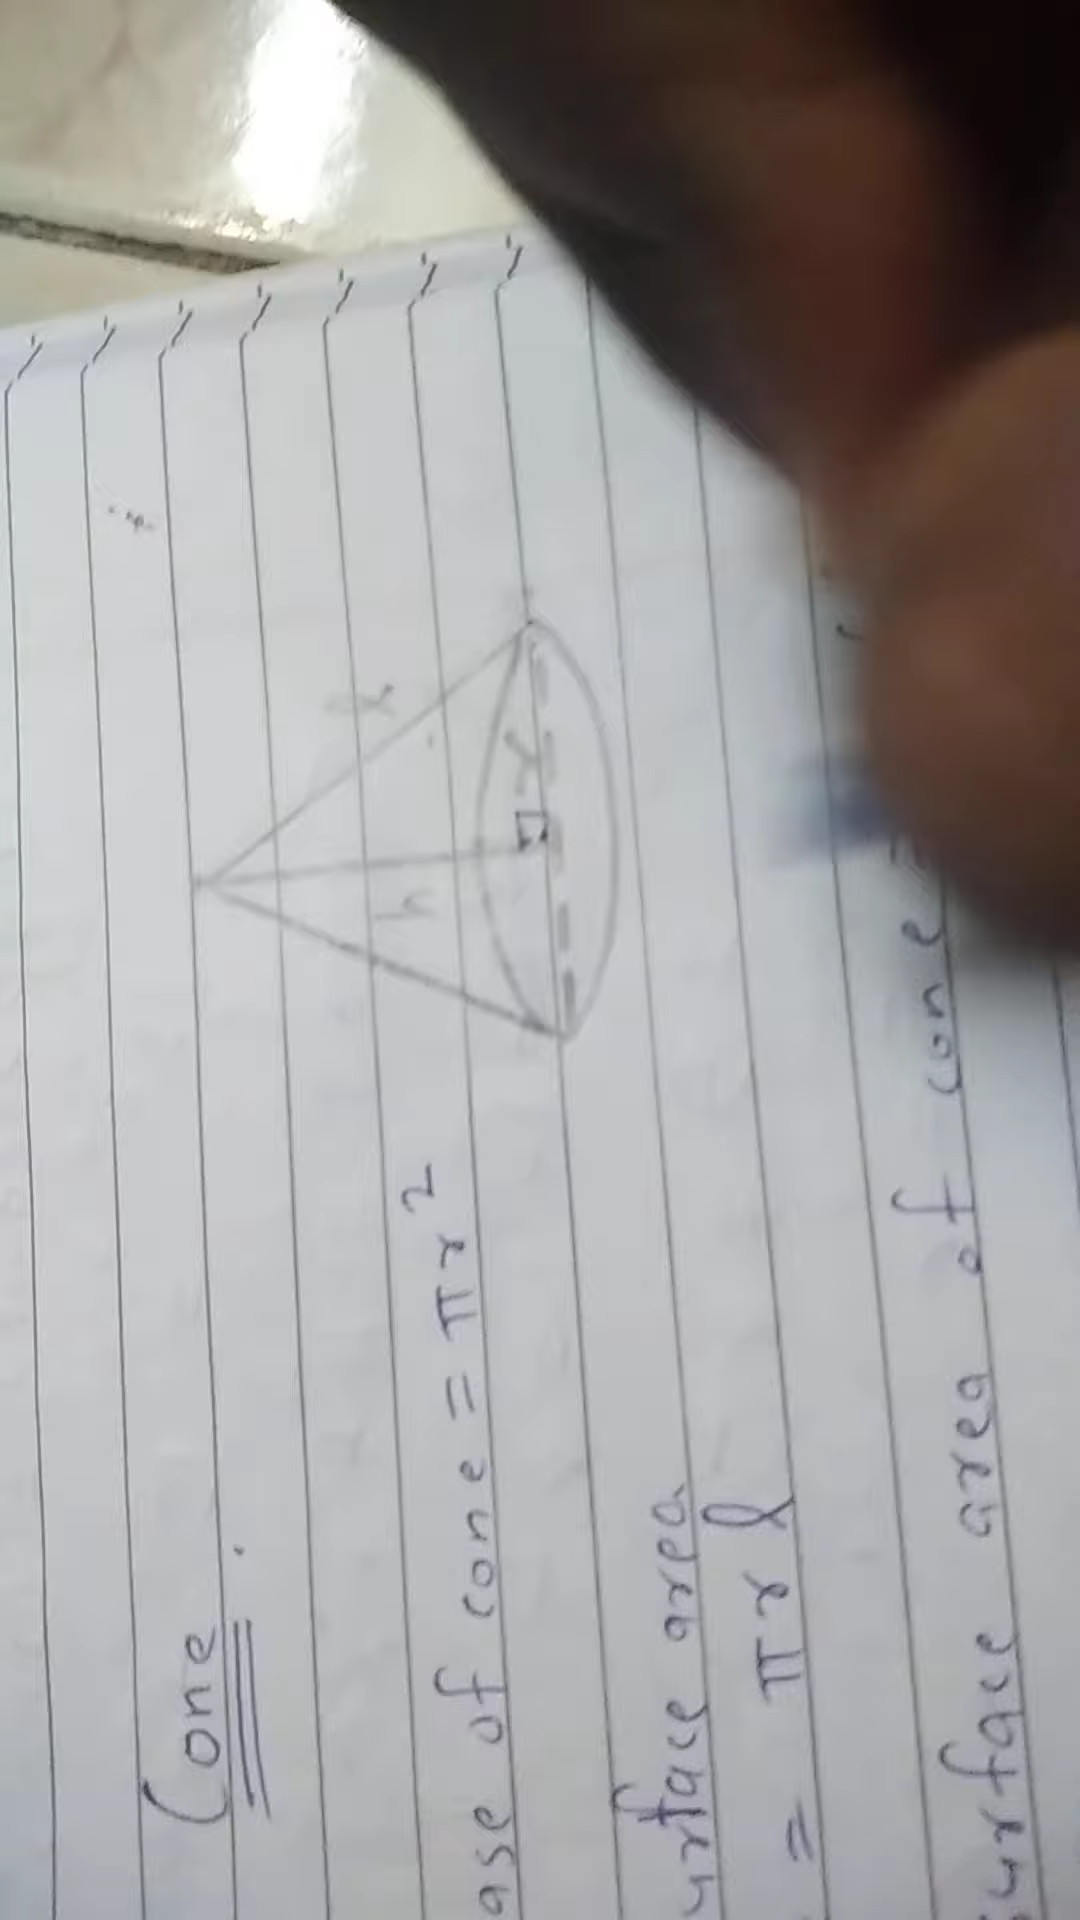 Cone
l
h
r
ase of cone = πr²
urface area
= πrl
urface area of cone =